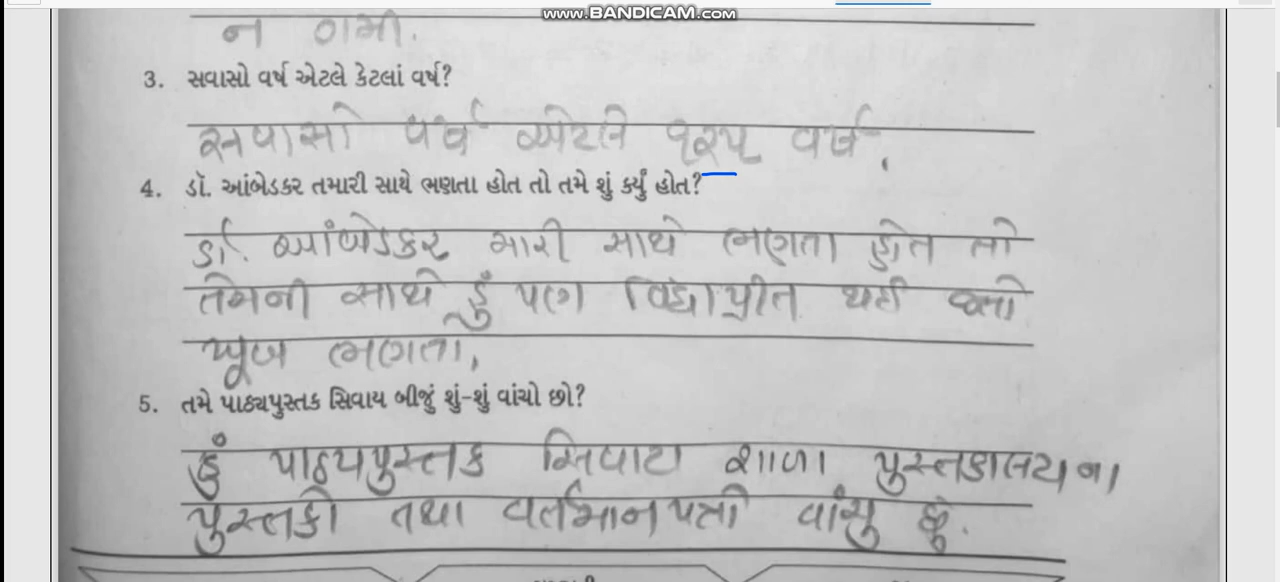 www.BANDICAM.com
ન ગમી.
3. સવાસો વર્ષ એટલે કેટલાં વર્ષ?
સવાસો વર્ષ એટલે ૧૨૫ વર્ષ.
4. ડૉ. આંબેડકર તમારી સાથે ભણતા હોત તો તમે શું કર્યું હોત?
ડૉ. આંબેડકર મારી સાથે ભણતા હોત તો
તેમની સાથે હું પણ વિદ્યાપ્રીત થઈ
ખૂબ ભણતા.
5. તમે પાઠ્યપુસ્તક સિવાય બીજું શું-શું વાંચો છો?
હું પાઠ્યપુસ્તક સિવાય શાળા પુસ્તકાલયના
પુસ્તકો તથા વર્તમાનપત્રો વાંચુ છું.